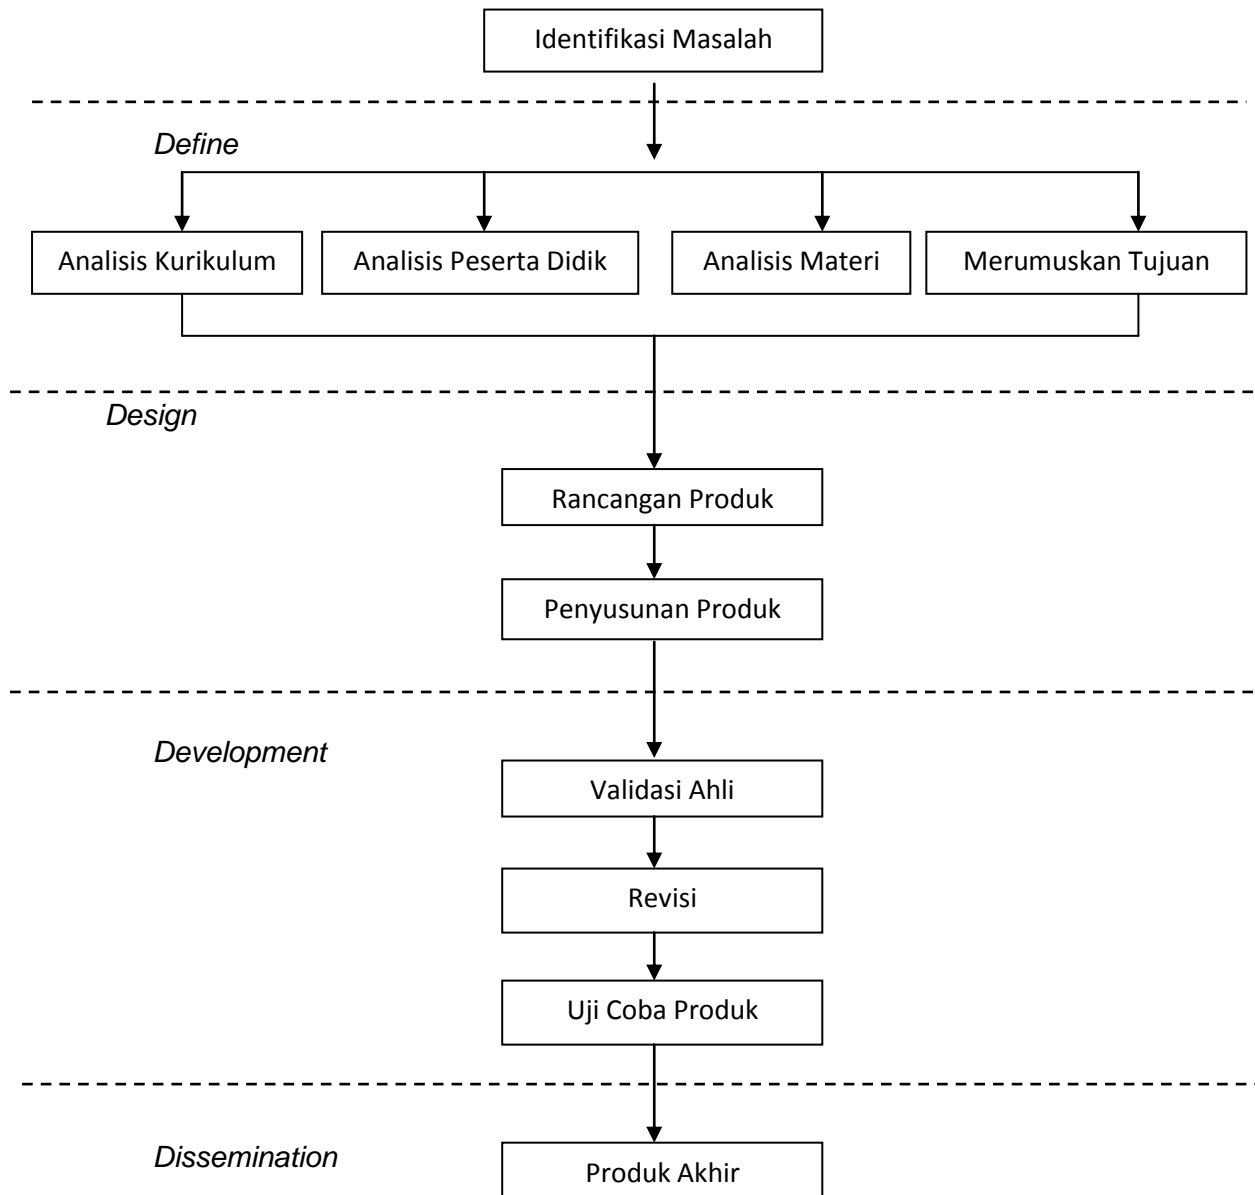 Identifikasi Masalah
Define
Analisis Kurikulum
Analisis Peserta Didik
Analisis Materi
Merumuskan Tujuan
Design
Rancangan Produk
Penyusunan Produk
Development
Validasi Ahli
Revisi
Uji Coba Produk
Dissemination
Produk Akhir